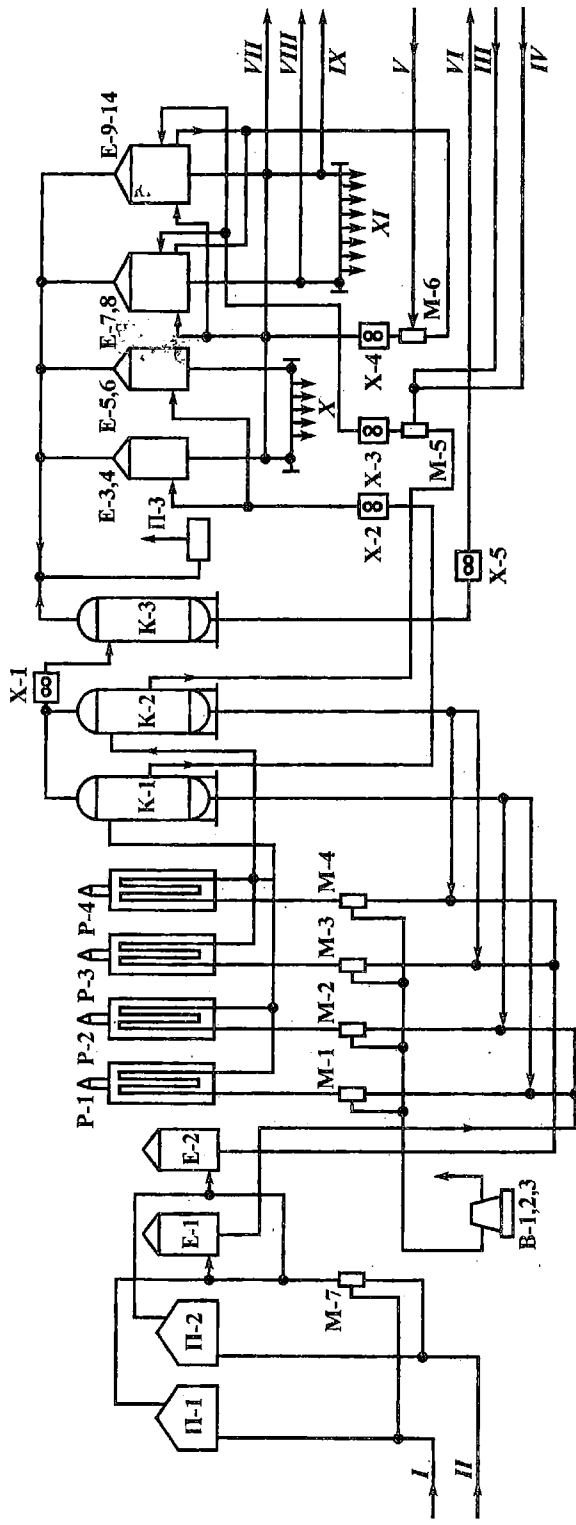 I
II
П-1
П-2
М-7
Е-1
Е-2
В-1,2,3
Р-1
Р-2
Р-3
Р-4
М-1
М-2
М-3
М-4
К-1
К-2
К-3
Х-1
П-3
Е-3,4
Е-5,6
Е-7,8
Е-9-14
Х-2
Х-3
Х-4
М-5
М-6
Х-5
X
XI
VII
VIII
IX
V
VI
III
IV